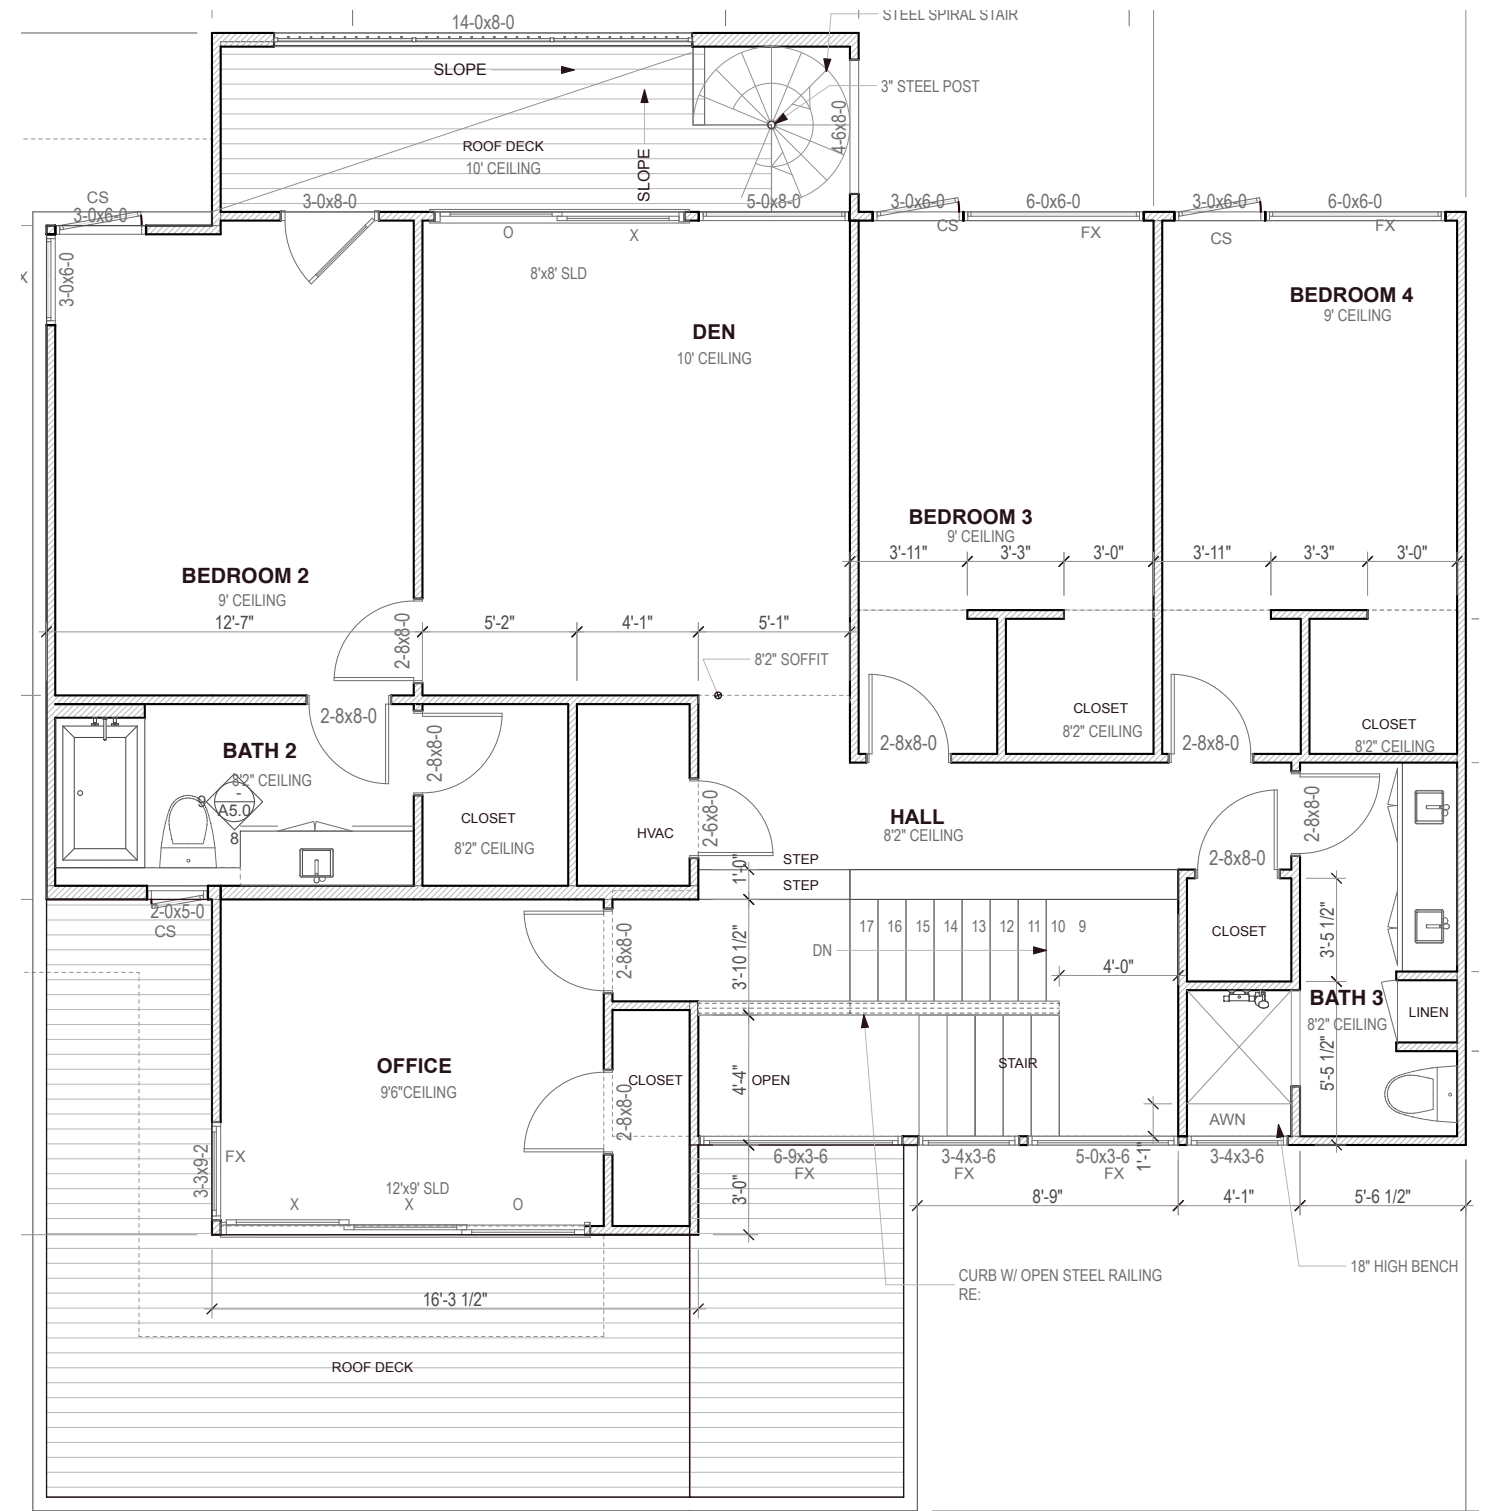 14-0x8-0
STEEL SPIRAL STAIR
SLOPE
3" STEEL POST
4-6x8-0
ROOF DECK
10' CEILING
SLOPE
CS
3-0x6-0
3-0x8-0
5-0x8-0
3-0x6-0
6-0x6-0
3-0x6-0
6-0x6-0
O
X
CS
FX
CS
FX
X
3-0x6-0
8'x8' SLD
BEDROOM 4
9' CEILING
DEN
10' CEILING
BEDROOM 3
9' CEILING
3'-11"
3'-3"
3'-0"
3'-11"
3'-3"
3'-0"
BEDROOM 2
9' CEILING
12'-7"
2-8x8-0
5'-2"
4'-1"
5'-1"
8'2" SOFFIT
2-8x8-0
2-8x8-0
BATH 2
8'2" CEILING
CLOSET
8'2" CEILING
CLOSET
8'2" CEILING
2-8x8-0
2-8x8-0
9
-
A5.0
8
CLOSET
8'2" CEILING
HVAC
2-6x8-0
HALL
8'2" CEILING
2-8x8-0
2-8x8-0
STEP
STEP
1'-0"
2-0x5-0
CS
2-8x8-0
3'-10 1/2"
17
16
15
14
13
12
11
10
9
DN
4'-0"
CLOSET
3'-5 1/2"
BATH 3
8'2" CEILING
LINEN
OFFICE
9'6"CEILING
CLOSET
2-8x8-0
4'-4"
OPEN
STAIR
5'-5 1/2"
AWN
3-3x9-2
FX
6-9x3-6
FX
3-4x3-6
FX
5-0x3-6
FX
1'-1"
3-4x3-6
12'x9' SLD
X
X
O
3'-0"
8'-9"
4'-1"
5'-6 1/2"
CURB W/ OPEN STEEL RAILING
RE:
18" HIGH BENCH
16'-3 1/2"
ROOF DECK